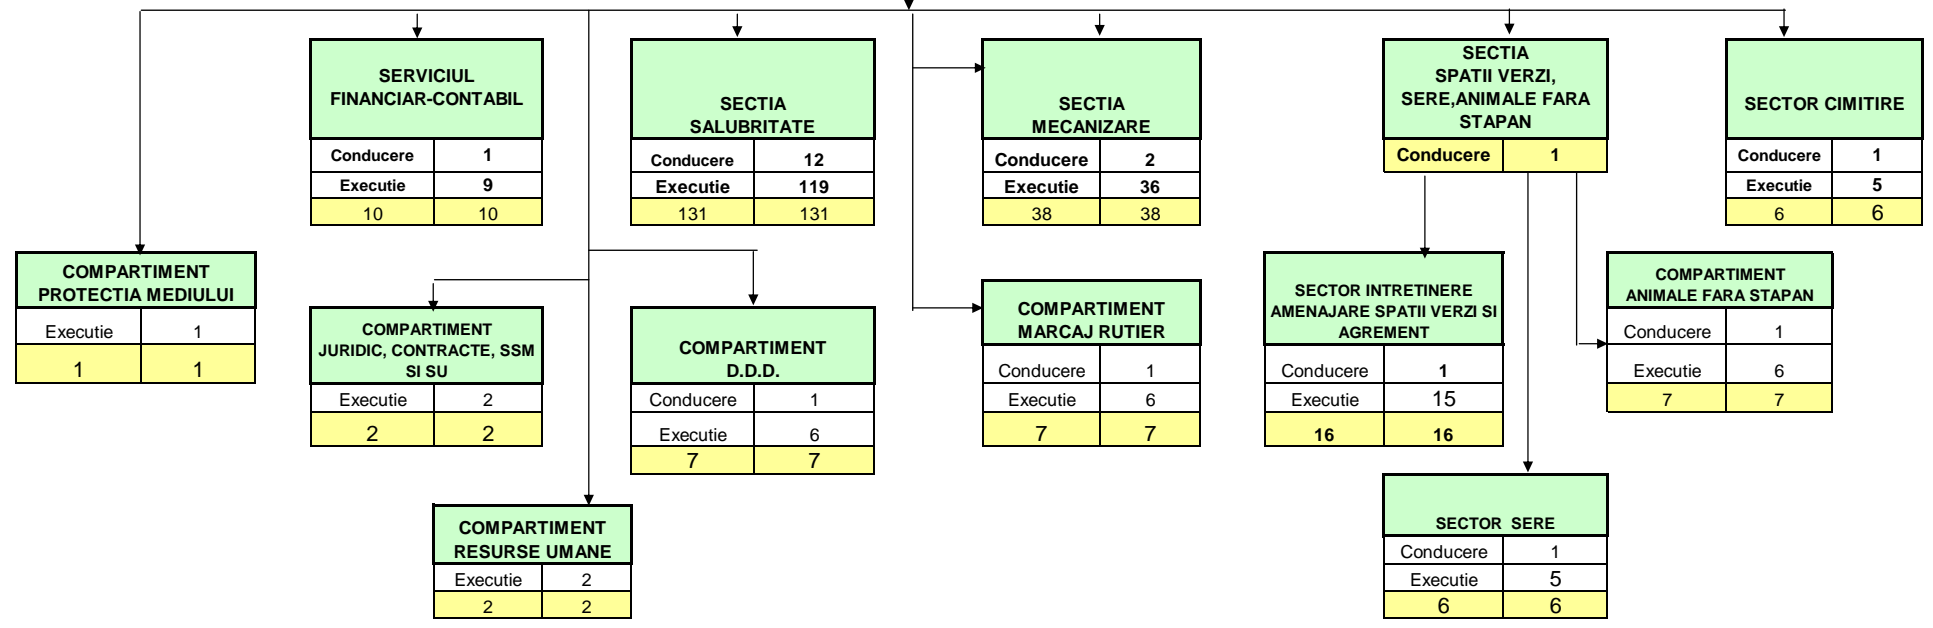 SERVICIUL
FINANCIAR-CONTABIL
Conducere 1
Executie 9
10 10
SECTIA
SALUBRITATE
Conducere 12
Executie 119
131 131
SECTIA
MECANIZARE
Conducere 2
Executie 36
38 38
SECTIA
SPATII VERZI,
SERE,ANIMALE FARA
STAPAN
Conducere 1
SECTOR CIMITIRE
Conducere 1
Executie 5
6 6
COMPARTIMENT
PROTECTIA MEDIULUI
Executie 1
1 1
COMPARTIMENT
JURIDIC, CONTRACTE, SSM
SI SU
Executie 2
2 2
COMPARTIMENT
D.D.D.
Conducere 1
Executie 6
7 7
COMPARTIMENT
MARCAJ RUTIER
Conducere 1
Executie 6
7 7
SECTOR INTRETINERE
AMENAJARE SPATII VERZI SI
AGREMENT
Conducere 1
Executie 15
16 16
COMPARTIMENT
ANIMALE FARA STAPAN
Conducere 1
Executie 6
7 7
COMPARTIMENT
RESURSE UMANE
Executie 2
2 2
SECTOR SERE
Conducere 1
Executie 5
6 6